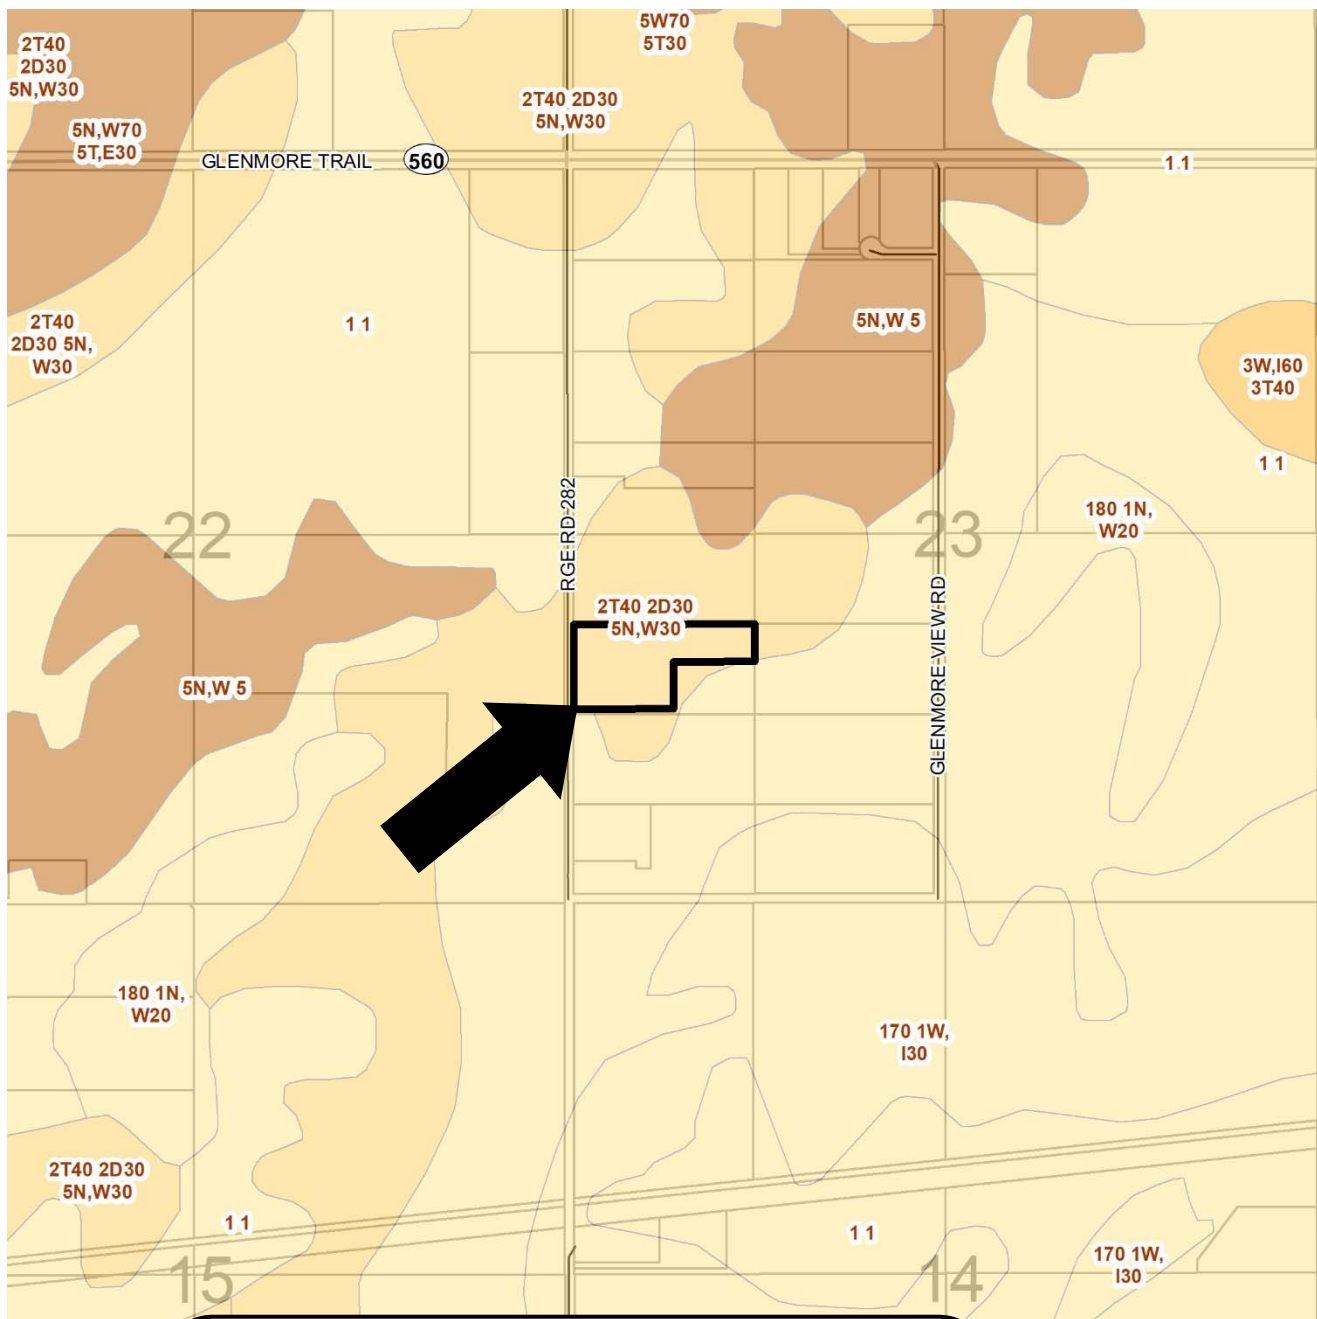 5W70
5T30
2T40
2D30
5N,W30
2T40 2D30
5N,W30
5N,W70
5T,E30
GLENMORE TRAIL 560
1 1
2T40
2D30 5N,
W30
1 1
5N,W 5
3W,I60
3T40
1 1
RGE RD 282
22
180 1N,
W20
23
2T40 2D30
5N,W30
GLENMORE VIEW RD
5N,W 5
180 1N,
W20
170 1W,
I30
2T40 2D30
5N,W30
1 1
1 1
170 1W,
I30
15
14